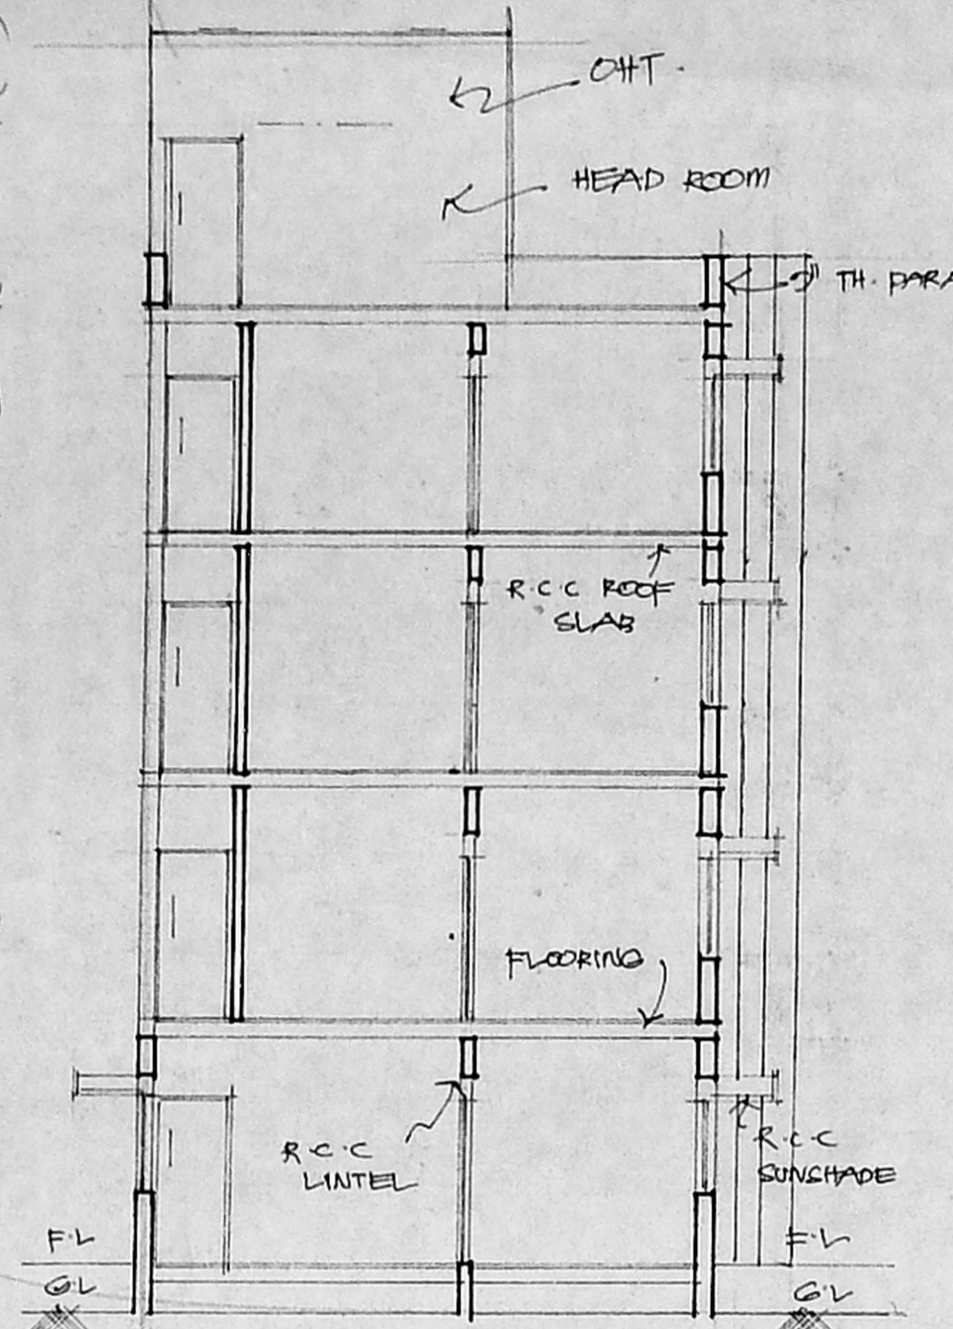 OHT.
HEAD ROOM
TH. PARA
R.C.C ROOF
SLAB
FLOORING
R.C.C
LINTEL
R.C.C
SUNSHADE
F.L
F.L
G.L
G.L